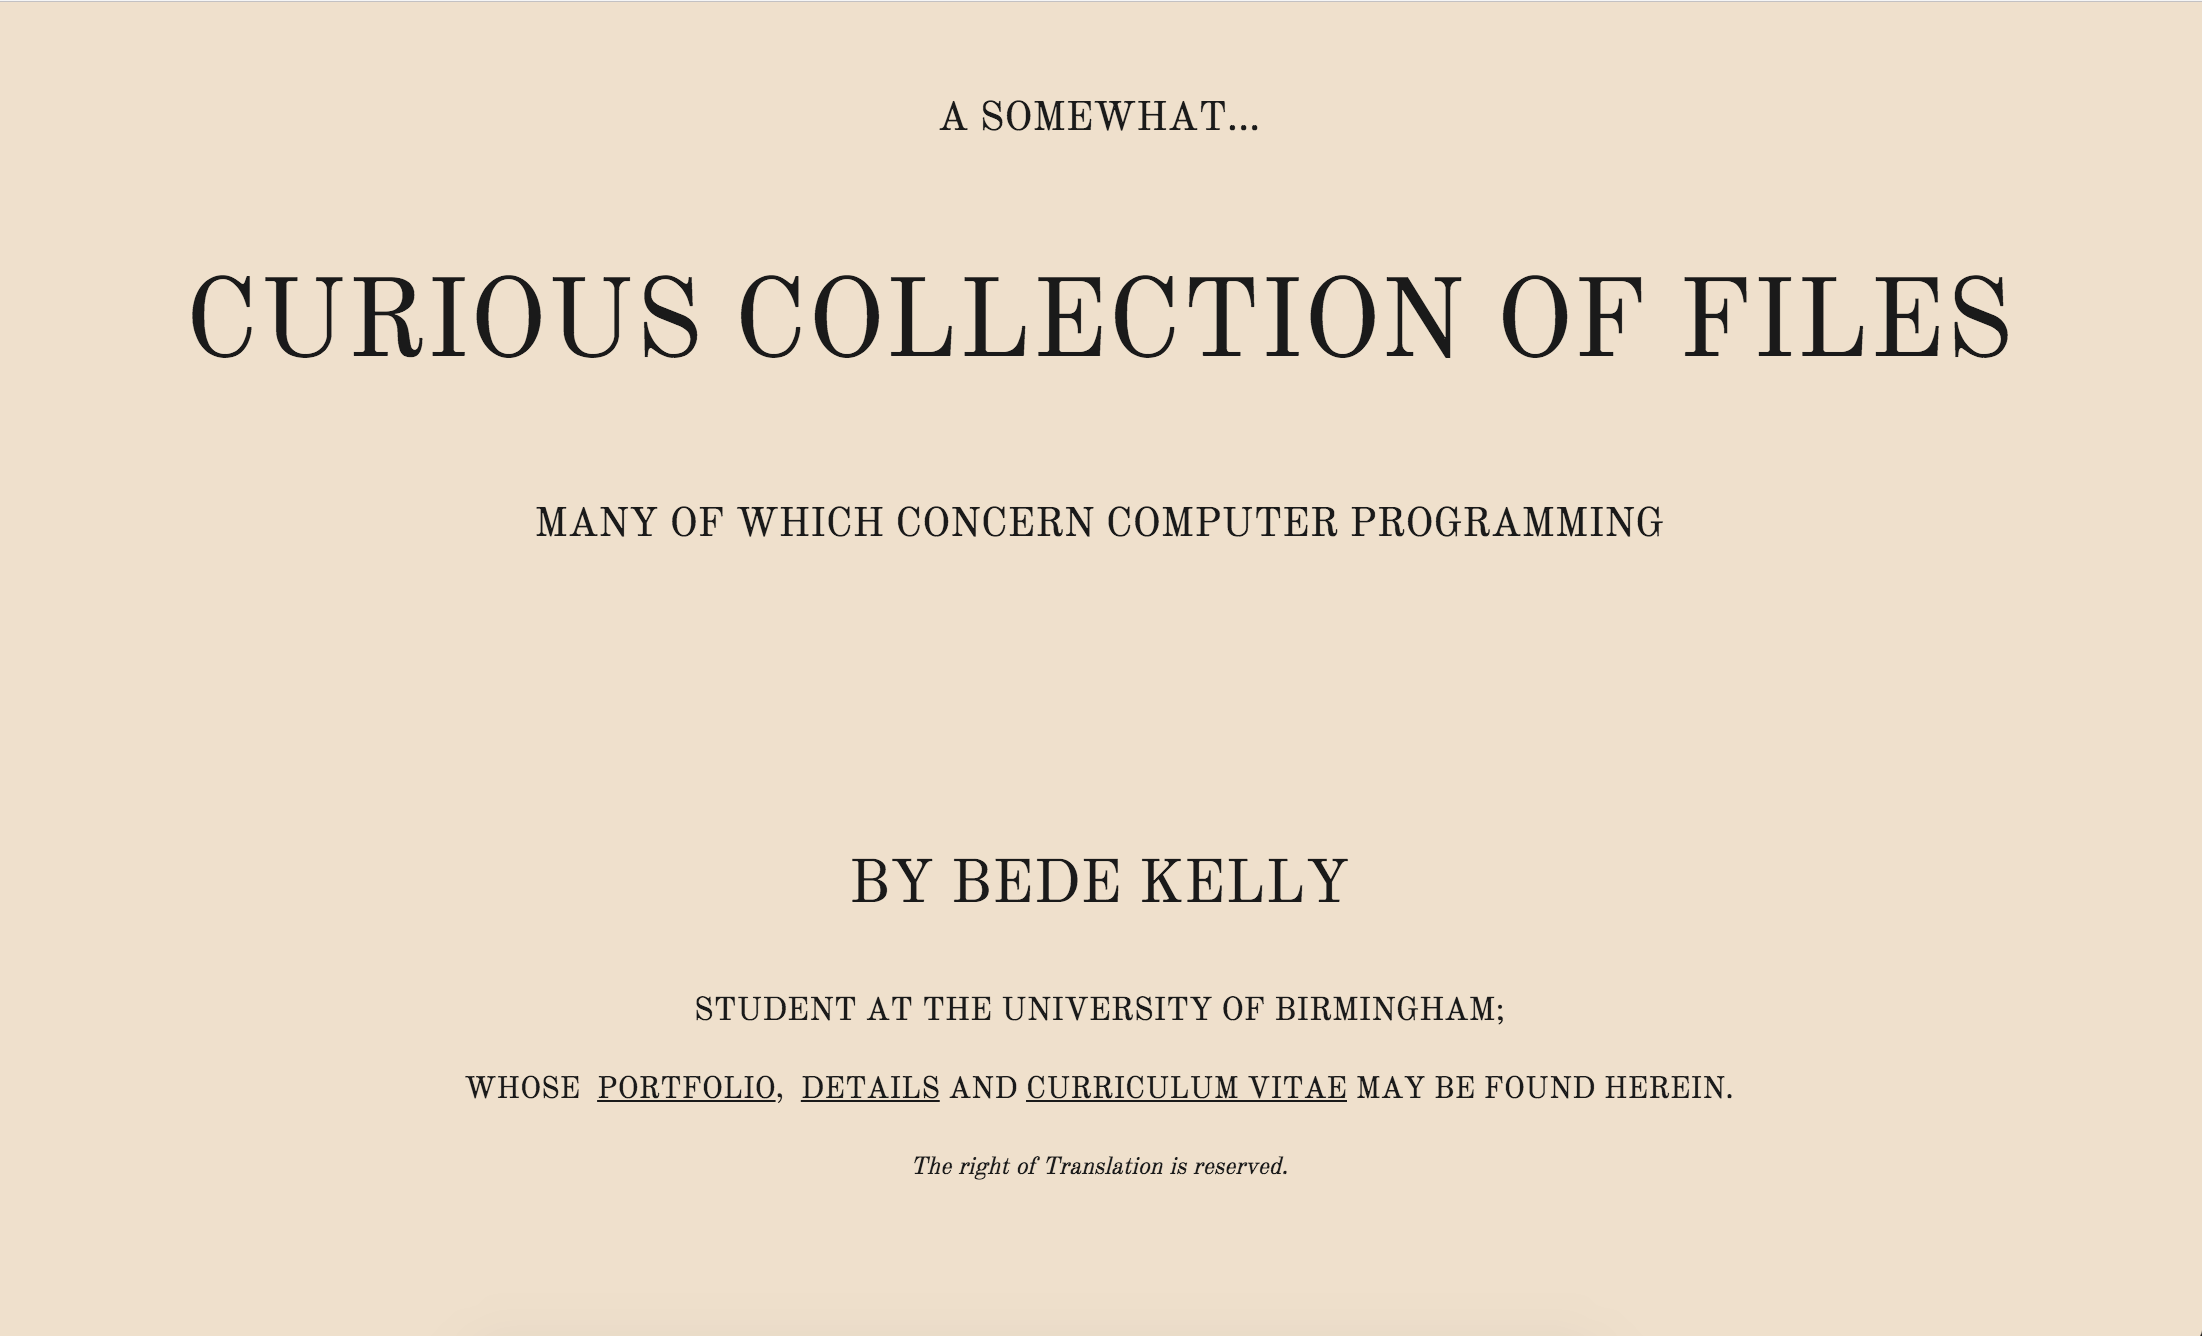 A SOMEWHAT...
CURIOUS COLLECTION OF FILES
MANY OF WHICH CONCERN COMPUTER PROGRAMMING
BY BEDE KELLY
STUDENT AT THE UNIVERSITY OF BIRMINGHAM;
WHOSE PORTFOLIO, DETAILS AND CURRICULUM VITAE MAY BE FOUND HEREIN.
The right of Translation is reserved.